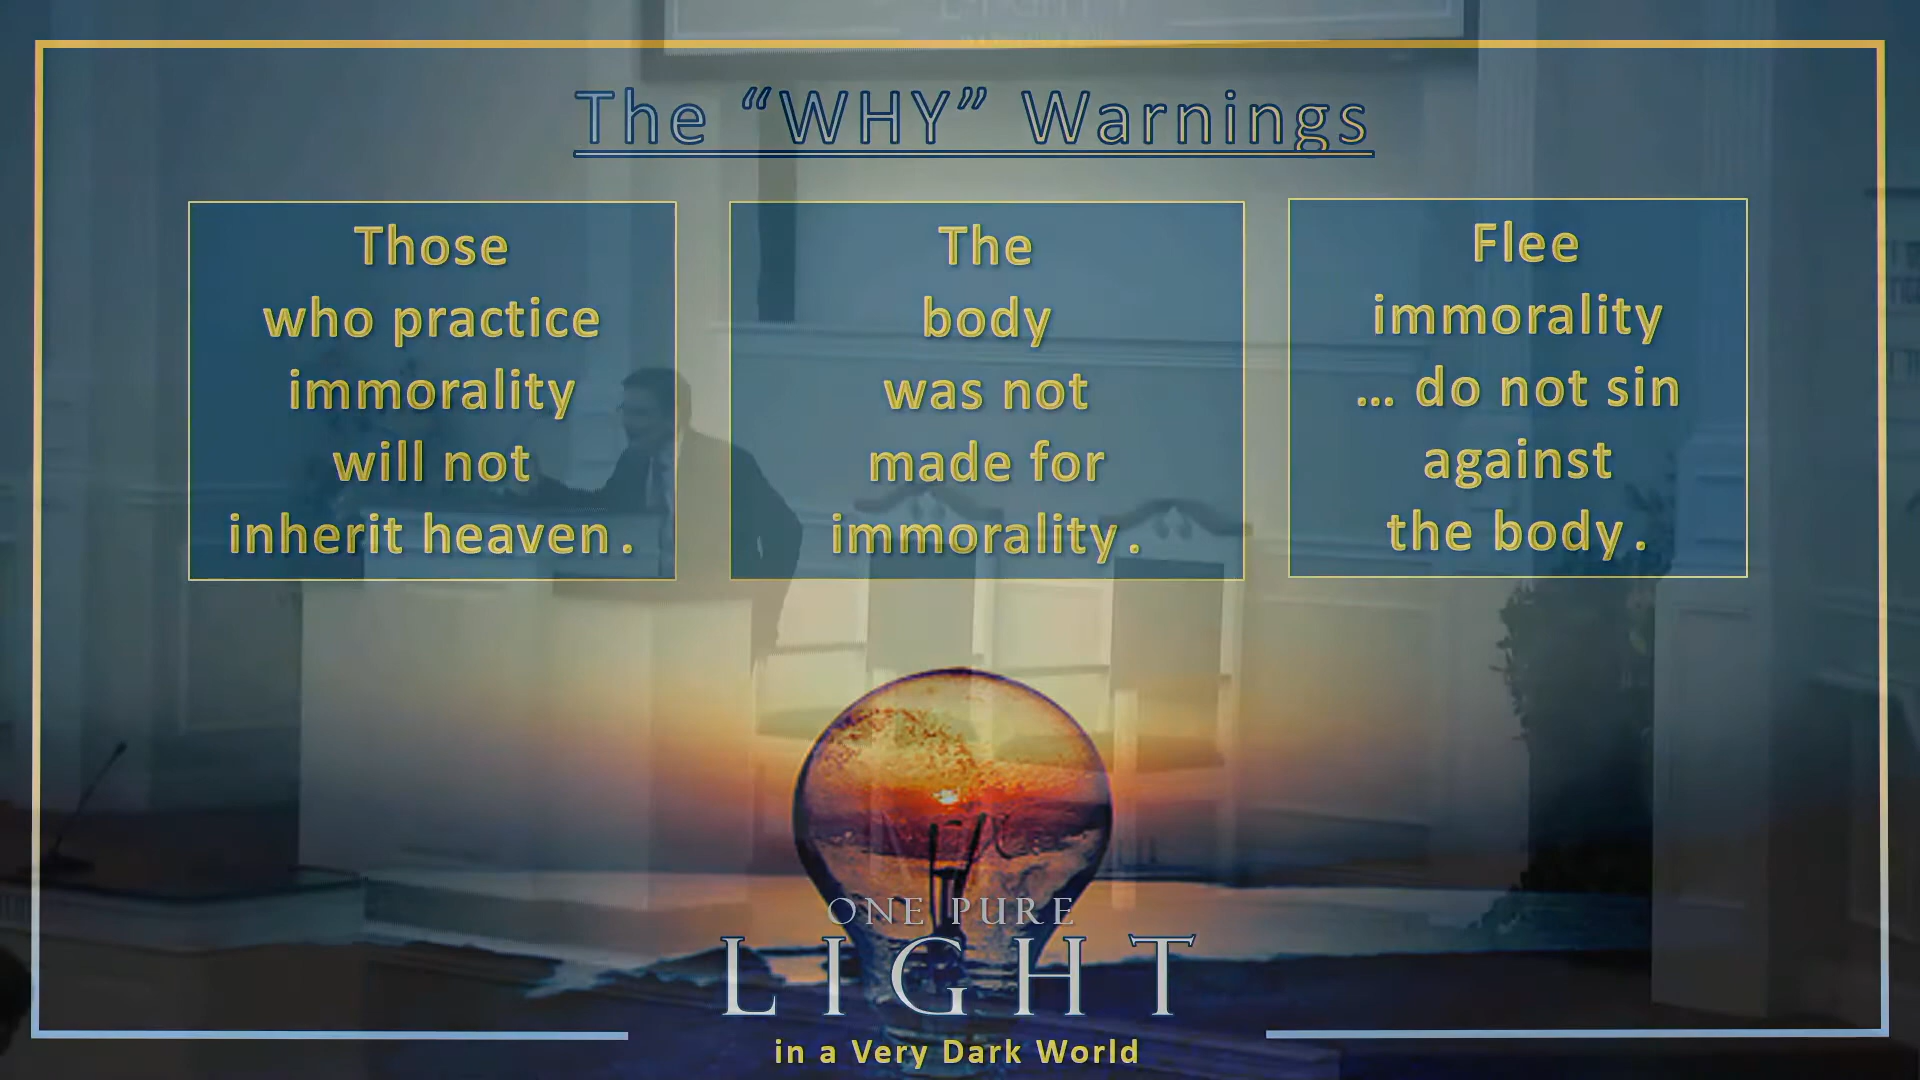 The “WHY” Warnings
Those
who practice
immorality
will not
inherit heaven.
The
body
was not
made for
immorality.
Flee
immorality
... do not sin
against
the body.
ONE PURE
LIGHT
in a Very Dark World